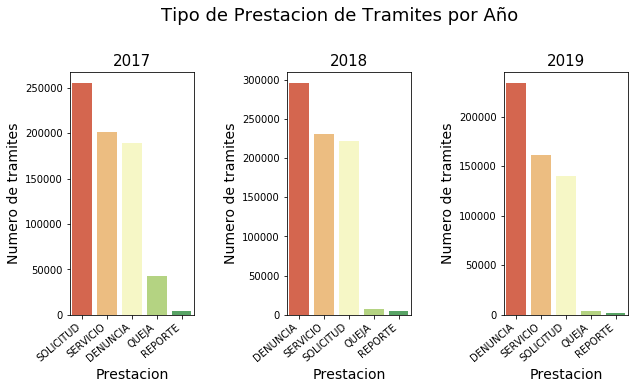 Tipo de Prestacion de Tramites por Año
2017
Numero de tramites
250000
200000
150000
100000
50000
0
SOLICITUD
SERVICIO
DENUNCIA
QUEJA
REPORTE
Prestacion
2018
Numero de tramites
300000
250000
200000
150000
100000
50000
0
DENUNCIA
SERVICIO
SOLICITUD
QUEJA
REPORTE
Prestacion
2019
Numero de tramites
200000
150000
100000
50000
0
DENUNCIA
SERVICIO
SOLICITUD
QUEJA
REPORTE
Prestacion